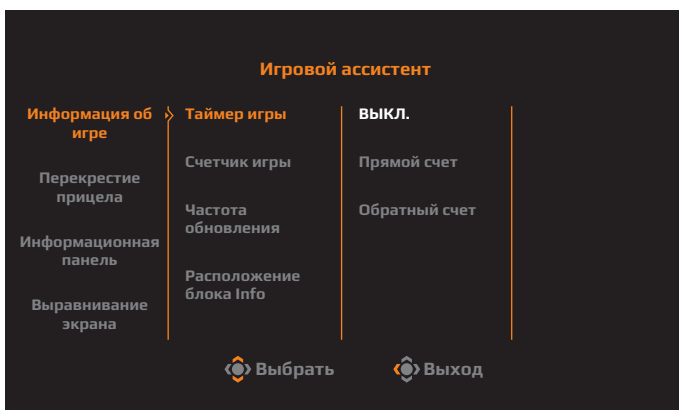 Игровой ассистент
Информация об
игре
Перекрестие
прицела
Информационная
панель
Выравнивание
экрана
Таймер игры
Счетчик игры
Частота
обновления
Расположение
блока Info
ВЫКЛ.
Прямой счет
Обратный счет
Выбрать
Выход